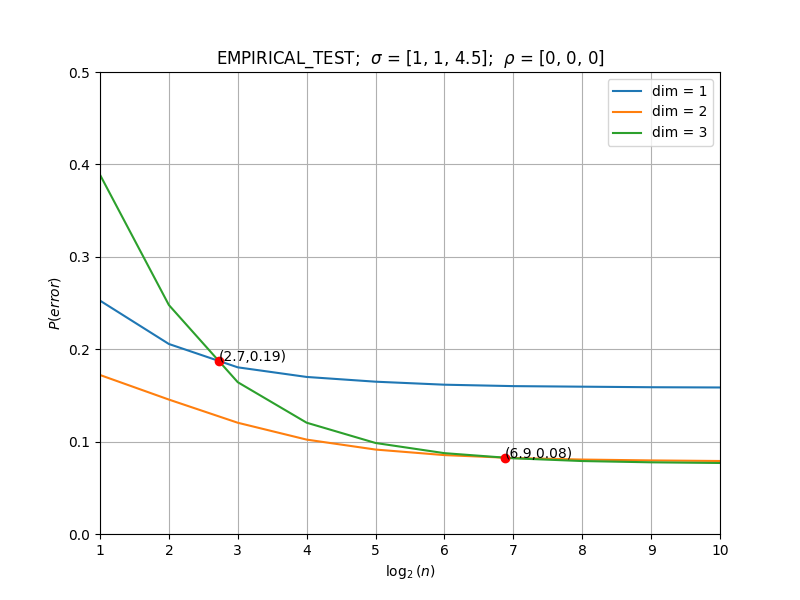 EMPIRICAL_TEST; σ = [1, 1, 4.5]; ρ = [0, 0, 0]
dim = 1
dim = 2
dim = 3
0.5
0.4
0.3
0.2
0.1
0.0
P(error)
(2.7,0.19)
(6.9,0.08)
1 2 3 4 5 6 7 8 9 10
log₂(n)